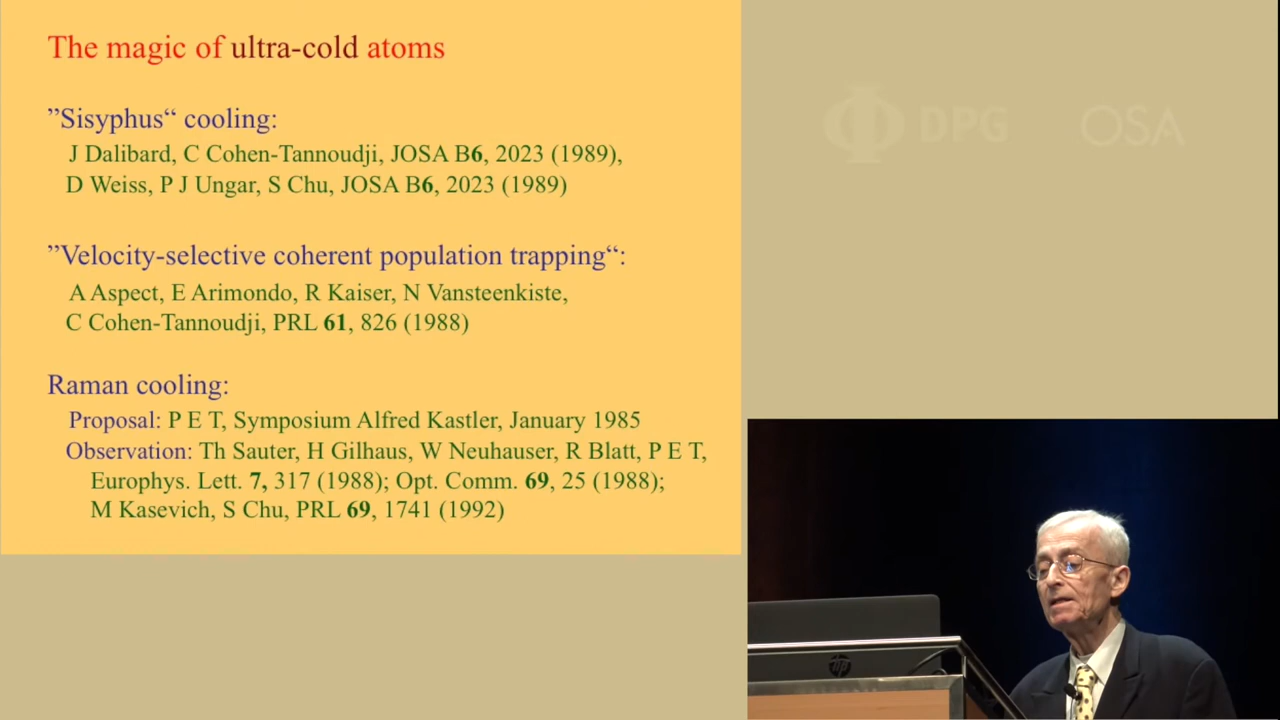 The magic of ultra-cold atoms
”Sisyphus“ cooling:
J Dalibard, C Cohen-Tannoudji, JOSA B6, 2023 (1989),
D Weiss, P J Ungar, S Chu, JOSA B6, 2023 (1989)
”Velocity-selective coherent population trapping“:
A Aspect, E Arimondo, R Kaiser, N Vansteenkiste,
C Cohen-Tannoudji, PRL 61, 826 (1988)
Raman cooling:
Proposal: P E T, Symposium Alfred Kastler, January 1985
Observation: Th Sauter, H Gilhaus, W Neuhauser, R Blatt, P E T,
Europhys. Lett. 7, 317 (1988); Opt. Comm. 69, 25 (1988);
M Kasevich, S Chu, PRL 69, 1741 (1992)
DPG OSA
hp